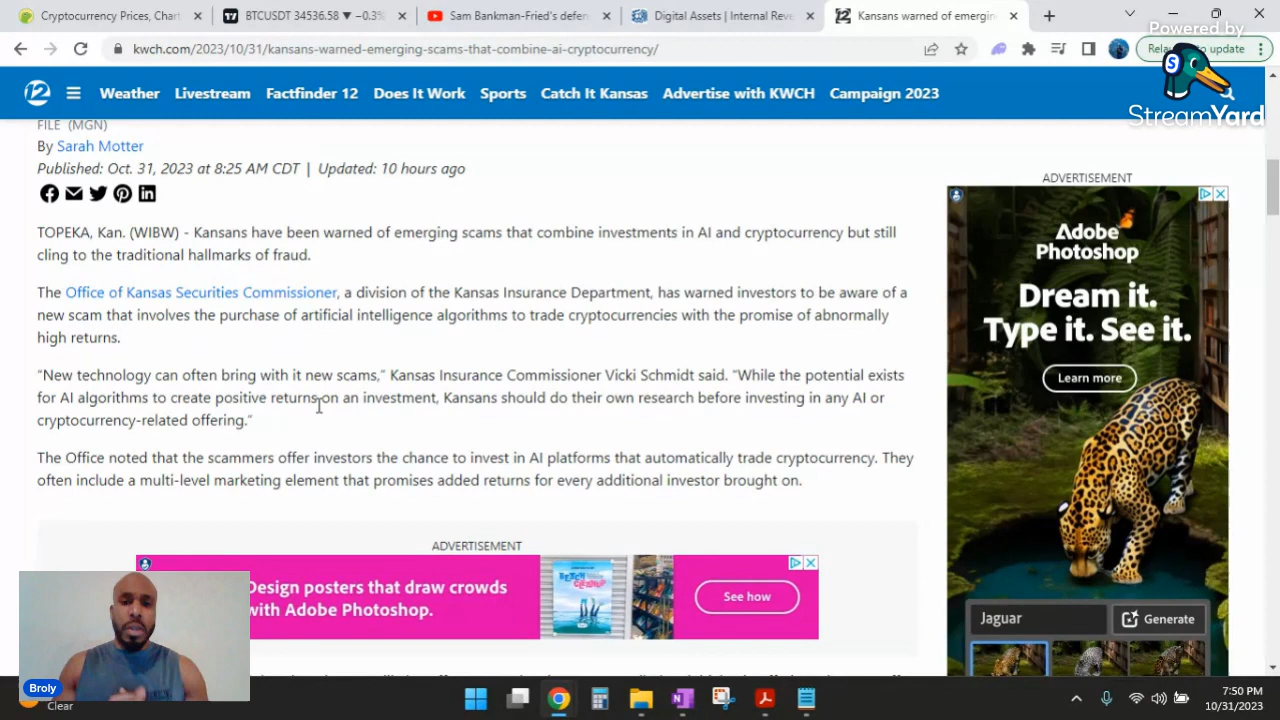 Cryptocurrency Prices, Chart
BTCUSDT 34536.58 ▼ −0.3%
Sam Bankman-Fried's defen
Digital Assets | Internal Reve
Kansans warned of emergin
Powered by
kwch.com/2023/10/31/kansans-warned-emerging-scams-that-combine-ai-cryptocurrency/
StreamYard
12
Weather
Livestream
Factfinder 12
Does It Work
Sports
Catch It Kansas
Advertise with KWCH
Campaign 2023
FILE (MGN)
By Sarah Motter
Published: Oct. 31, 2023 at 8:25 AM CDT | Updated: 10 hours ago
TOPEKA, Kan. (WIBW) - Kansans have been warned of emerging scams that combine investments in AI and cryptocurrency but still
cling to the traditional hallmarks of fraud.
The Office of Kansas Securities Commissioner, a division of the Kansas Insurance Department, has warned investors to be aware of a
new scam that involves the purchase of artificial intelligence algorithms to trade cryptocurrencies with the promise of abnormally
high returns.
“New technology can often bring with it new scams,” Kansas Insurance Commissioner Vicki Schmidt said. “While the potential exists
for AI algorithms to create positive returns on an investment, Kansans should do their own research before investing in any AI or
cryptocurrency-related offering.”
The Office noted that the scammers offer investors the chance to invest in AI platforms that automatically trade cryptocurrency. They
often include a multi-level marketing element that promises added returns for every additional investor brought on.
ADVERTISEMENT
Design posters that draw crowds
with Adobe Photoshop.
See how
ADVERTISEMENT
Adobe
Photoshop
Dream it.
Type it. See it.
Learn more
Jaguar
Generate
Broly
Clear
7:50 PM
10/31/2023